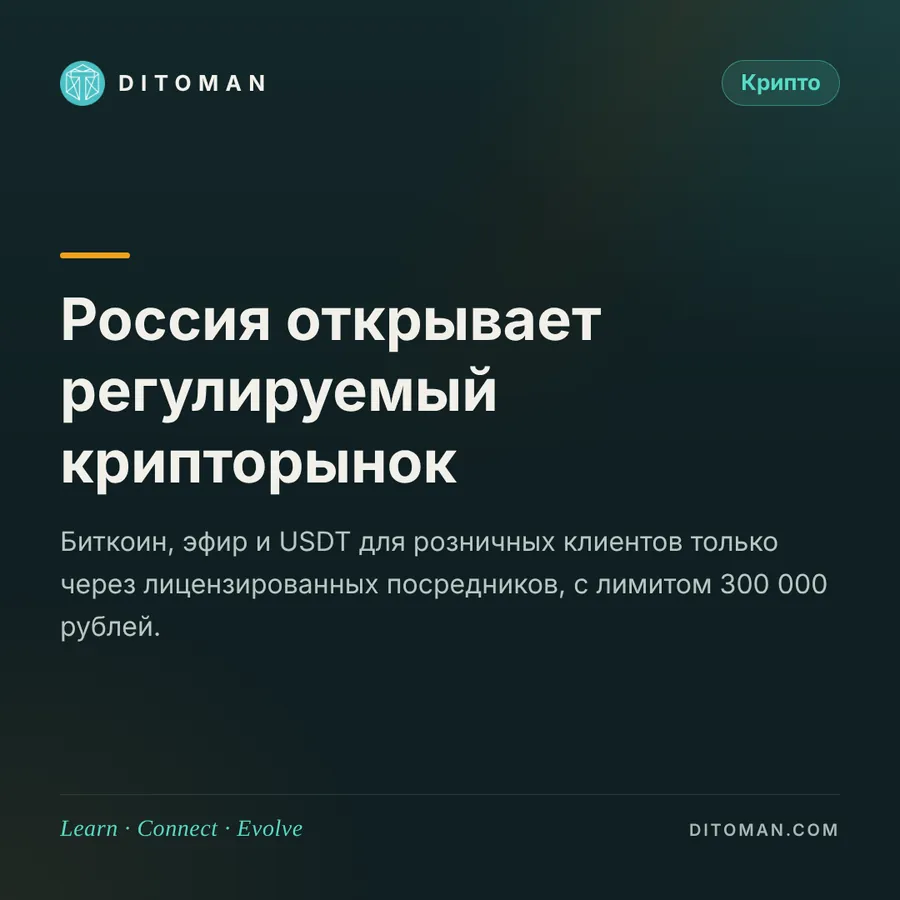 DITOMAN
Крипто
Россия открывает
регулируемый
крипторынок
Биткоин, эфир и USDT для розничных клиентов только
через лицензированных посредников, с лимитом 300 000
рублей.
Learn · Connect · Evolve
DITOMAN.COM